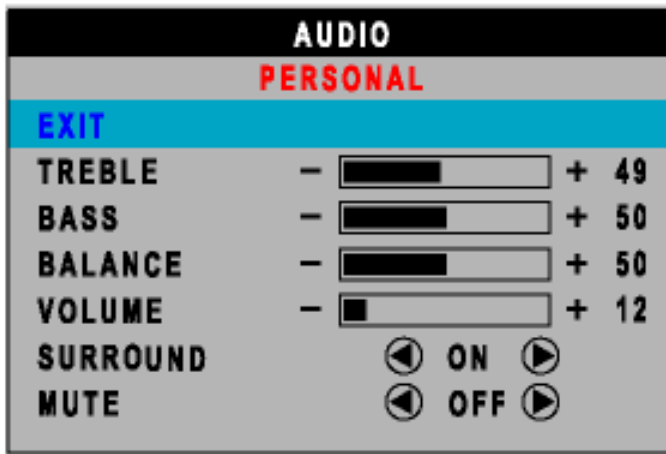 AUDIO
PERSONAL
EXIT
TREBLE - + 49
BASS - + 50
BALANCE - + 50
VOLUME - + 12
SURROUND ON
MUTE OFF